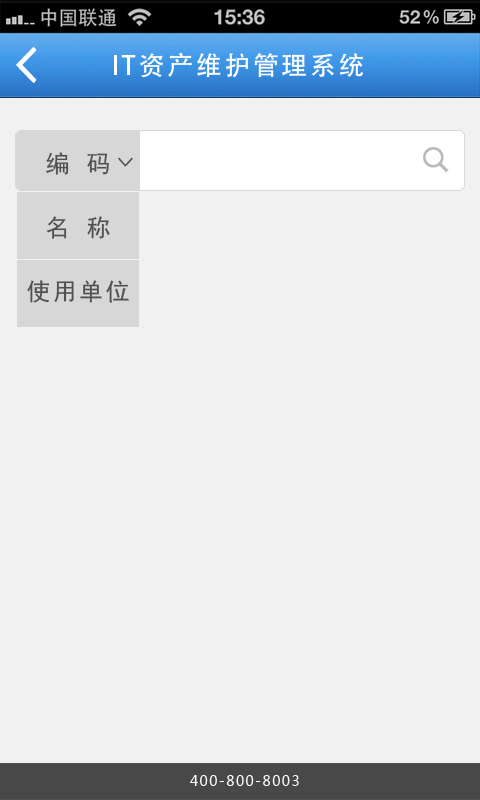 中国联通 15:36 52%
IT资产维护管理系统
编 码
名 称
使用单位
400-800-8003